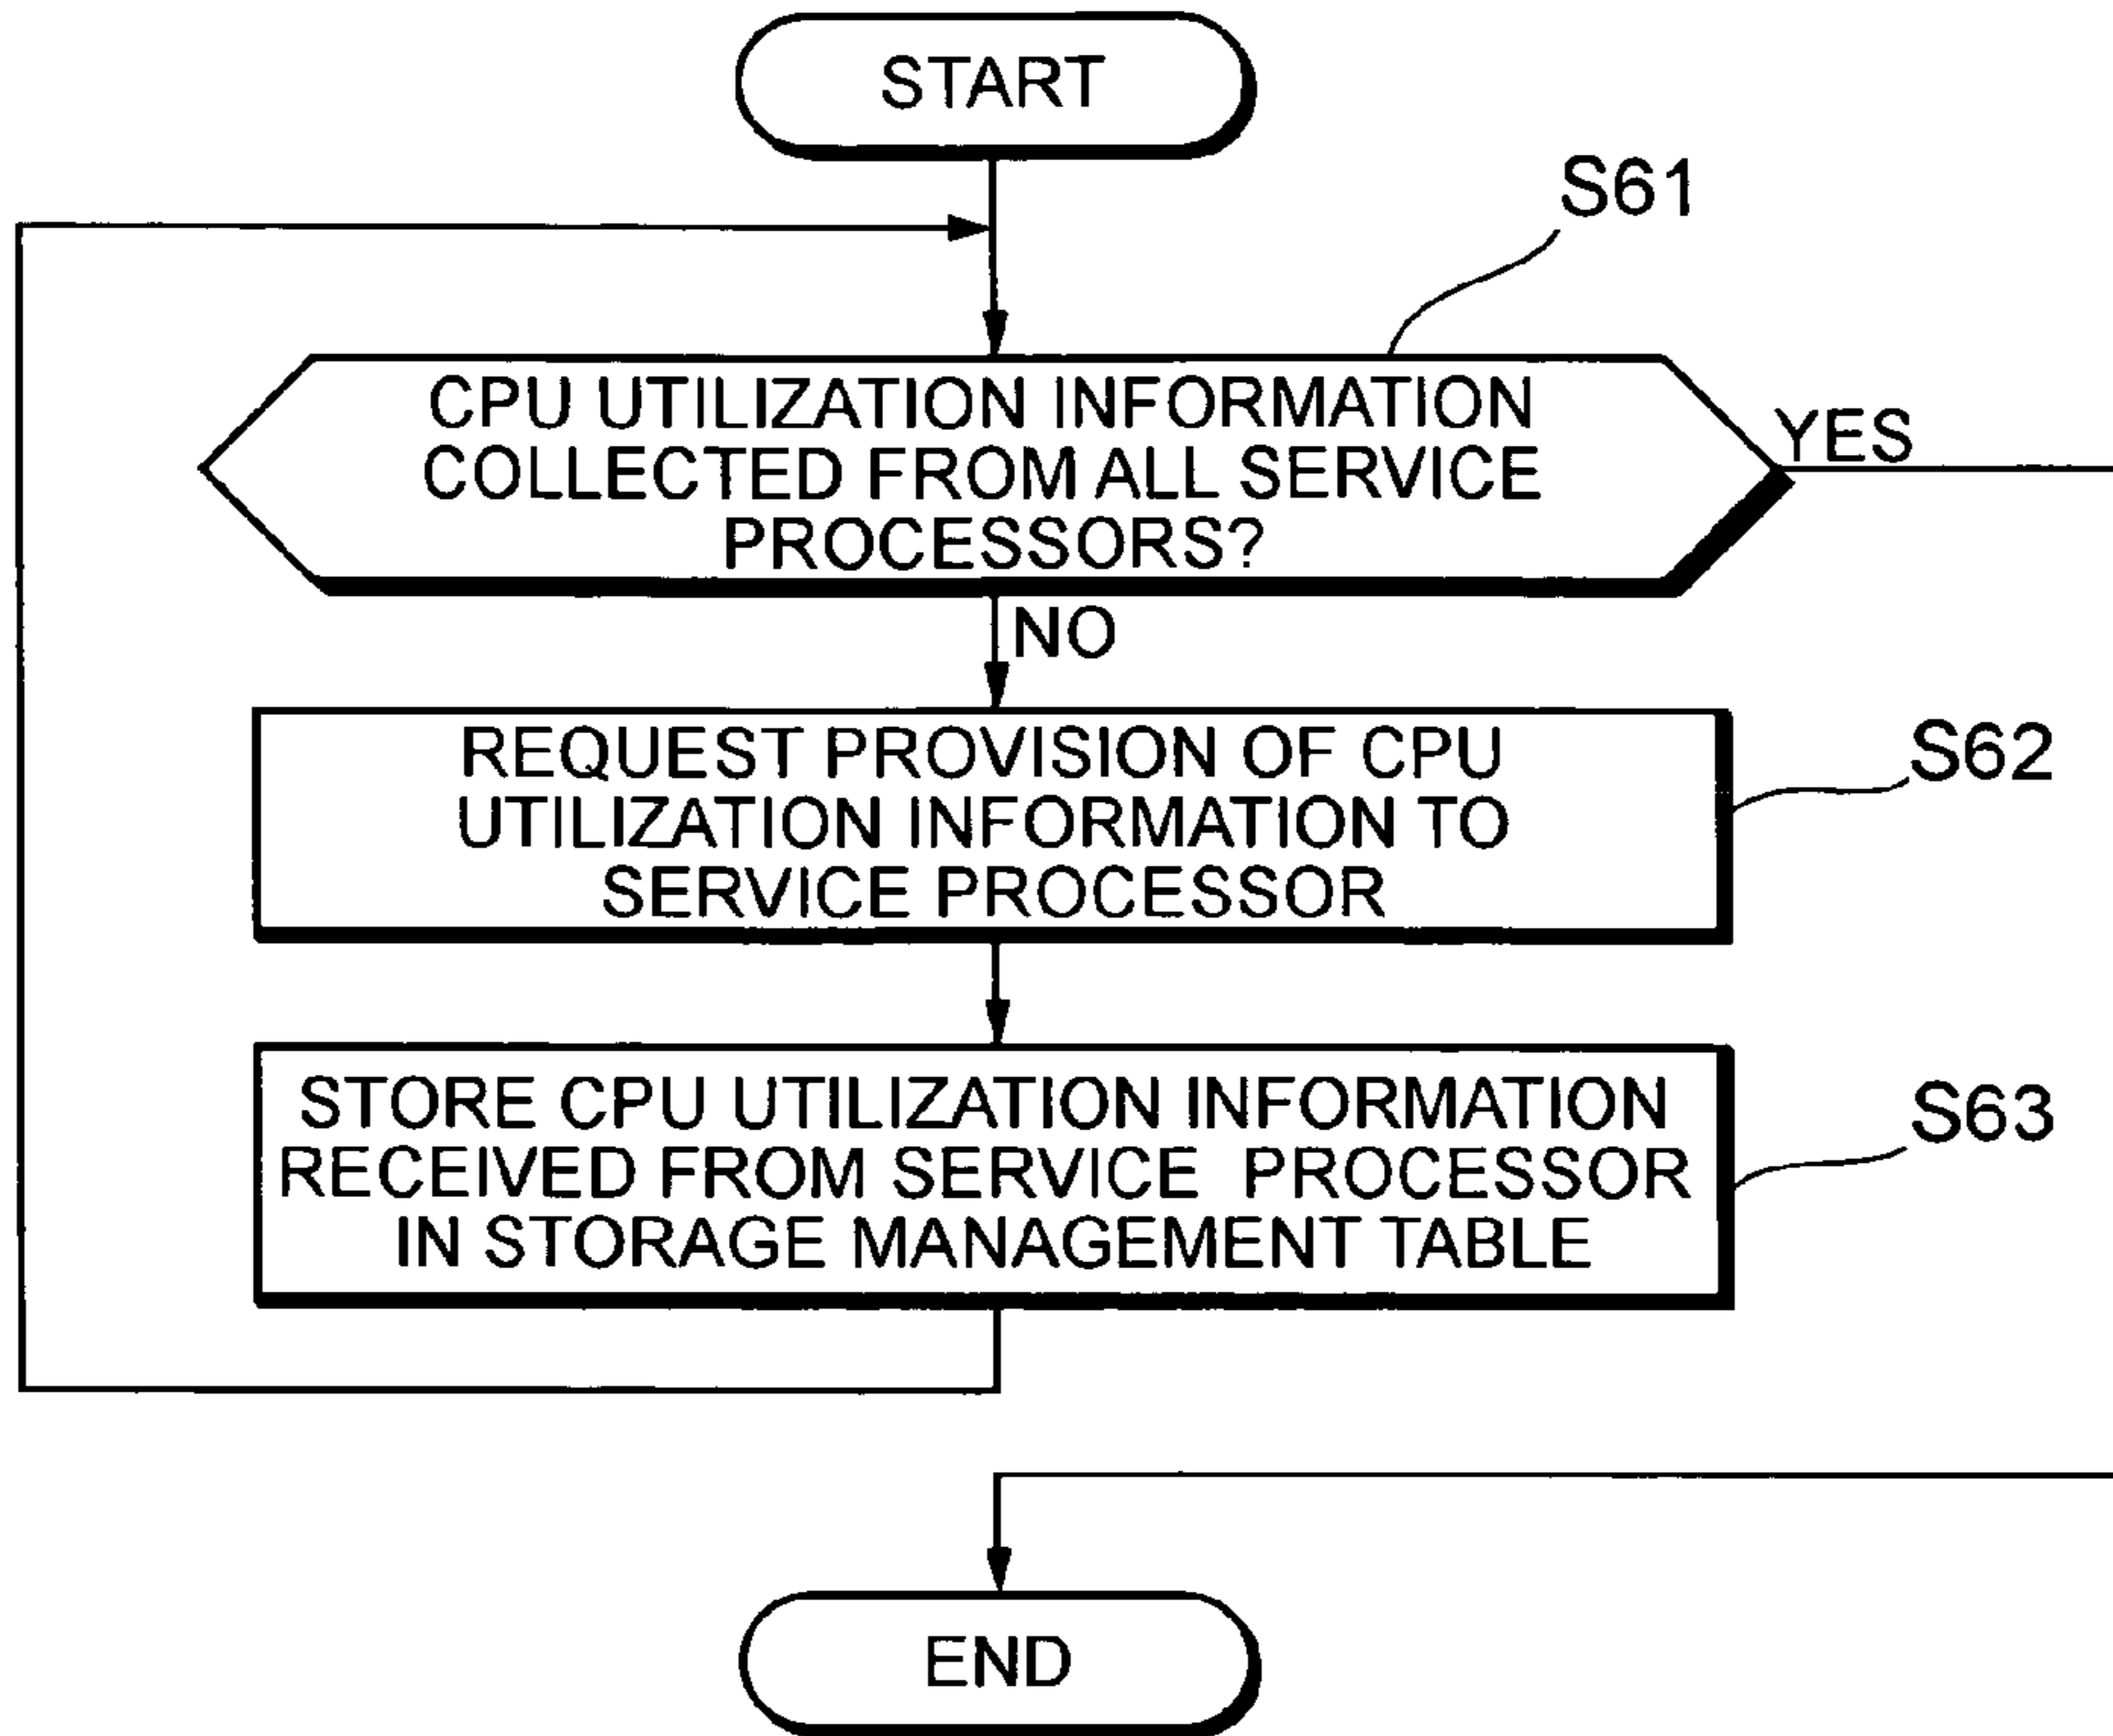 START
S61
CPU UTILIZATION INFORMATION
COLLECTED FROM ALL SERVICE
PROCESSORS?
YES
NO
REQUEST PROVISION OF CPU
UTILIZATION INFORMATION TO
SERVICE PROCESSOR
S62
STORE CPU UTILIZATION INFORMATION
RECEIVED FROM SERVICE PROCESSOR
IN STORAGE MANAGEMENT TABLE
S63
END